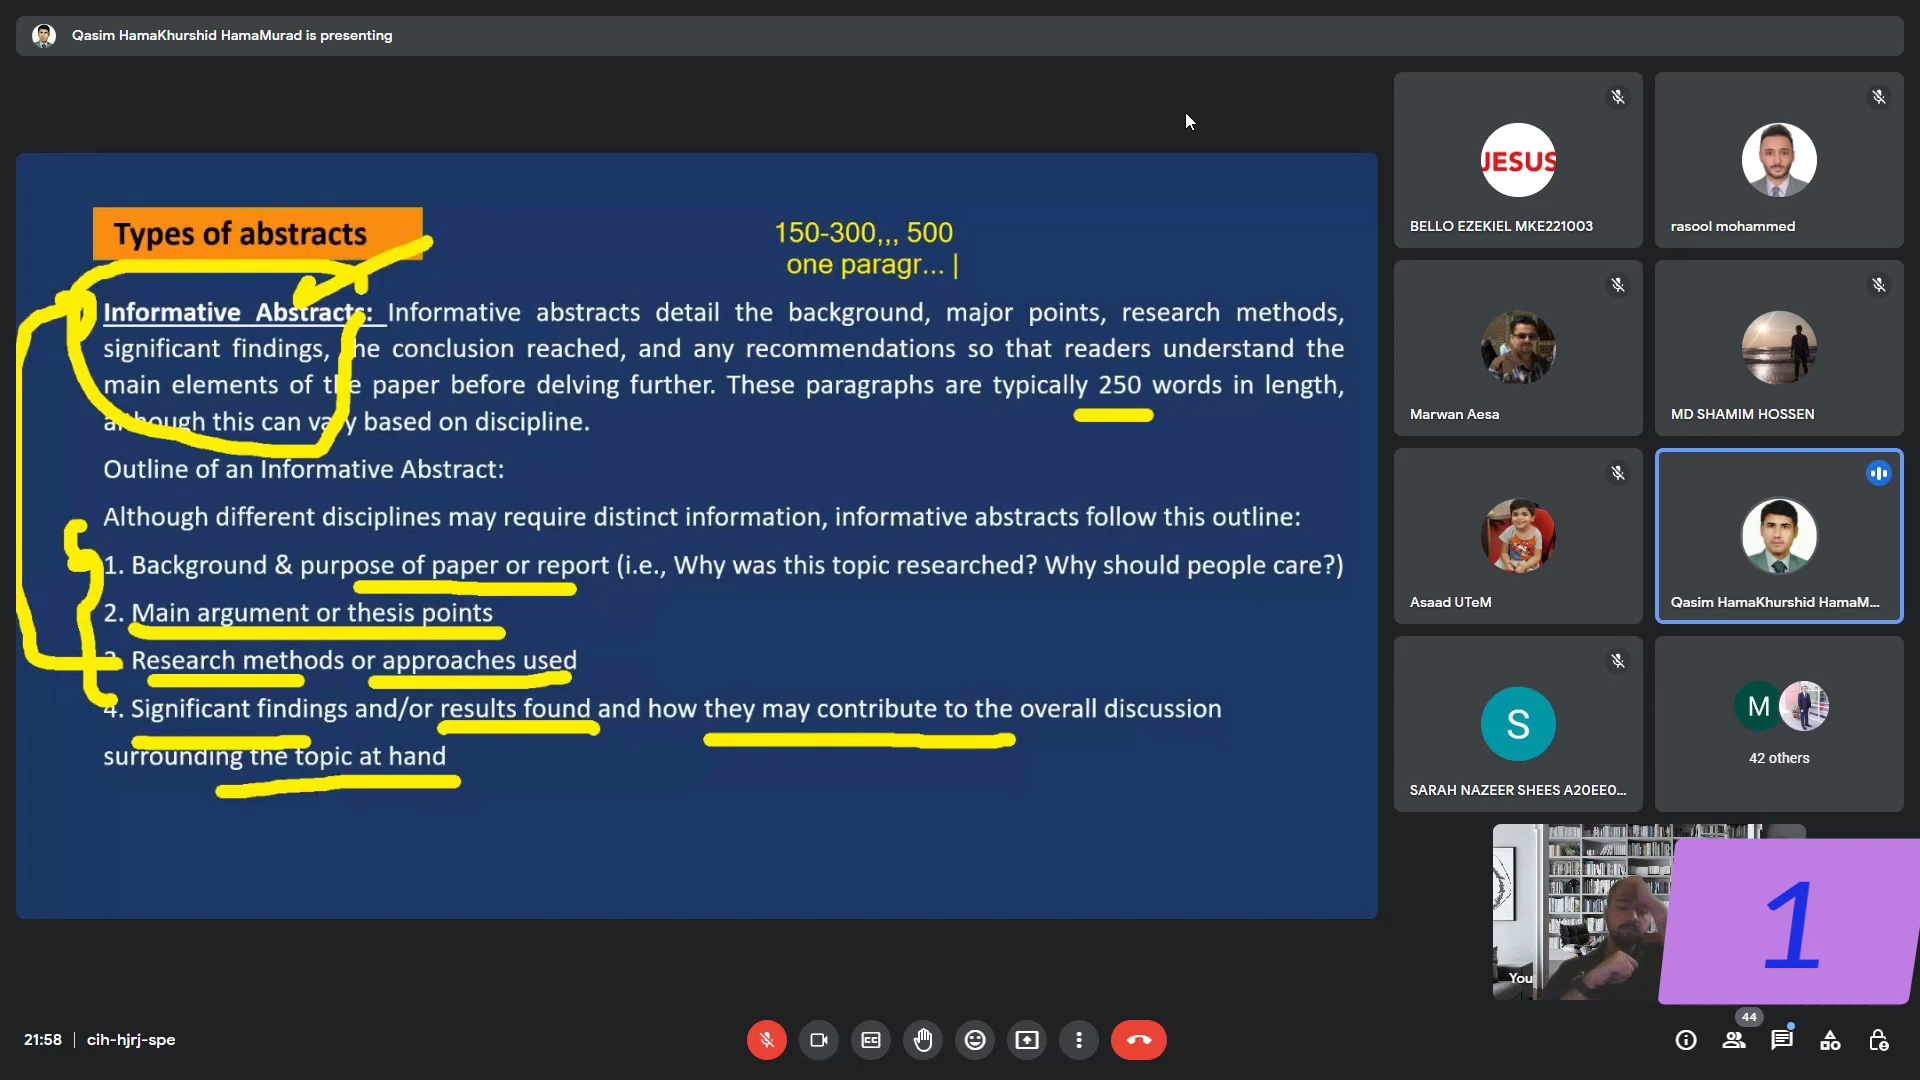 Qasim HamaKhurshid HamaMurad is presenting
Types of abstracts
150-300,,, 500
one paragr... |
Informative Abstracts: Informative abstracts detail the background, major points, research methods,
significant findings, the conclusion reached, and any recommendations so that readers understand the
main elements of the paper before delving further. These paragraphs are typically 250 words in length,
although this can vary based on discipline.
Outline of an Informative Abstract:
Although different disciplines may require distinct information, informative abstracts follow this outline:
1. Background & purpose of paper or report (i.e., Why was this topic researched? Why should people care?)
2. Main argument or thesis points
3. Research methods or approaches used
4. Significant findings and/or results found and how they may contribute to the overall discussion
surrounding the topic at hand
JESUS
BELLO EZEKIEL MKE221003
rasool mohammed
Marwan Aesa
MD SHAMIM HOSSEN
Asaad UTeM
Qasim HamaKhurshid HamaM...
S
SARAH NAZEER SHEES A20EE0...
M
42 others
You
1
21:58 | cih-hjrj-spe
44